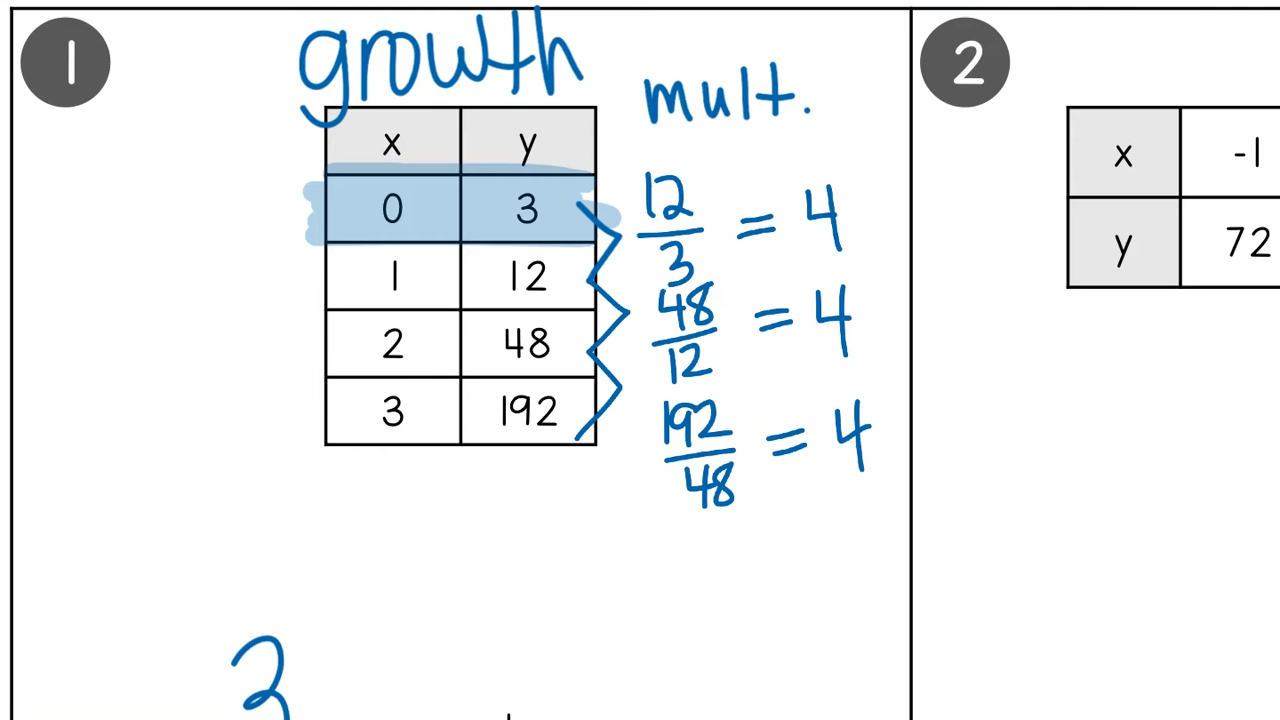 1
growth
mult.
x y
0 3
1 12
2 48
3 192
12/3 = 4
48/12 = 4
192/48 = 4
3
2
x -1
y 72